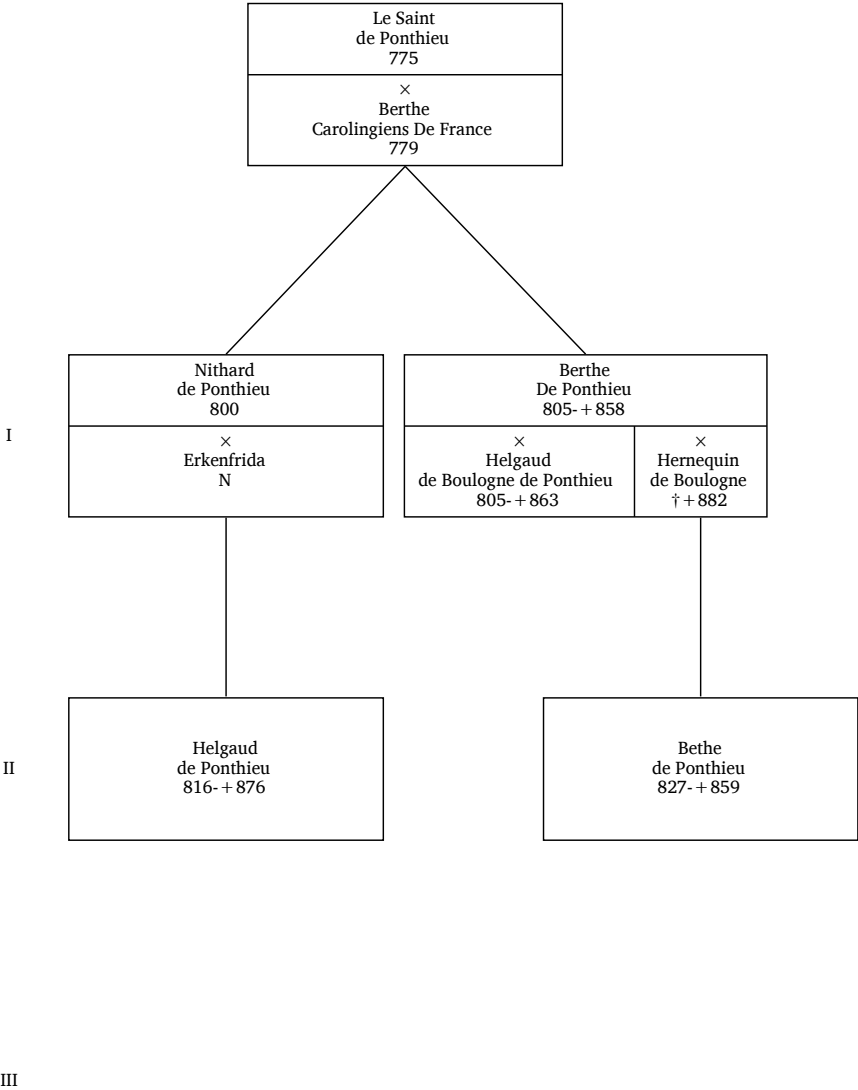 Le Saint
de Ponthieu
775
×
Berthe
Carolingiens De France
779
I
Nithard
de Ponthieu
800
×
Erkenfrida
N
Berthe
De Ponthieu
805-+858
×
Helgaud
de Boulogne de Ponthieu
805-+863
×
Hernequin
de Boulogne
†+882
II
Helgaud
de Ponthieu
816-+876
Bethe
de Ponthieu
827-+859
III